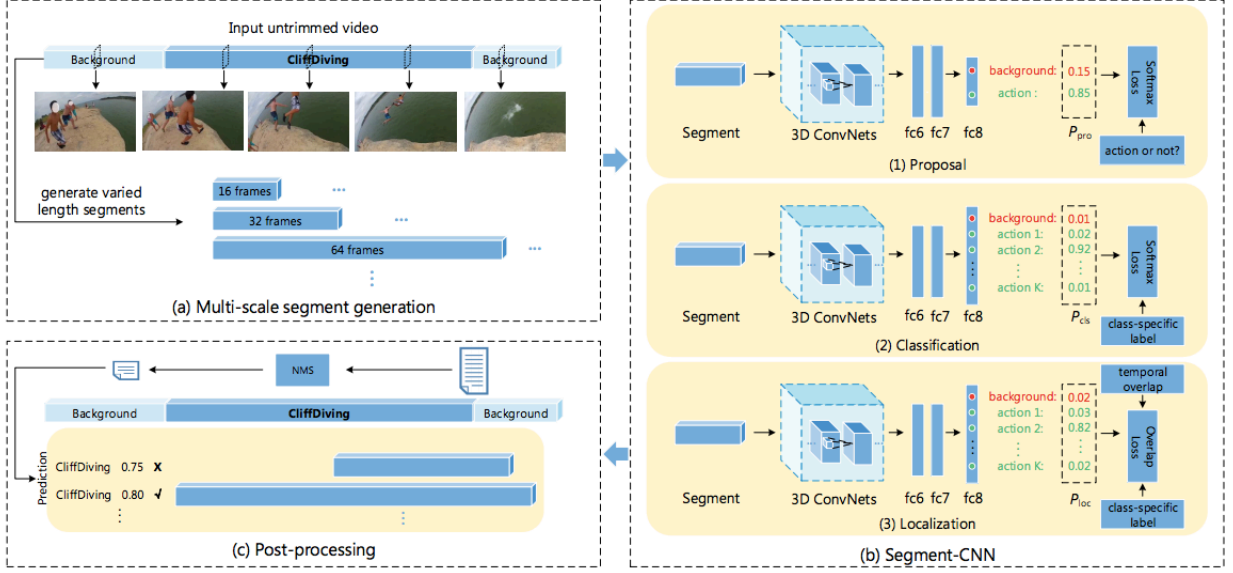 Input untrimmed video
Background
CliffDiving
Background
generate varied
length segments
16 frames
...
32 frames
...
64 frames
...
(a) Multi-scale segment generation
Segment
3D ConvNets
fc6
fc7
fc8
background: 0.15
action : 0.85
Ppro
Softmax
Loss
action or not?
(1) Proposal
Segment
3D ConvNets
fc6
fc7
fc8
background: 0.01
action 1: 0.02
action 2: 0.92
action K: 0.01
Pcls
Softmax
Loss
class-specific
label
(2) Classification
Segment
3D ConvNets
fc6
fc7
fc8
background: 0.02
action 1: 0.03
action 2: 0.82
action K: 0.02
Ploc
temporal
overlap
Overlap
Loss
class-specific
label
(3) Localization
(b) Segment-CNN
NMS
Background
CliffDiving
Background
Prediction
CliffDiving 0.75 X
CliffDiving 0.80 √
(c) Post-processing